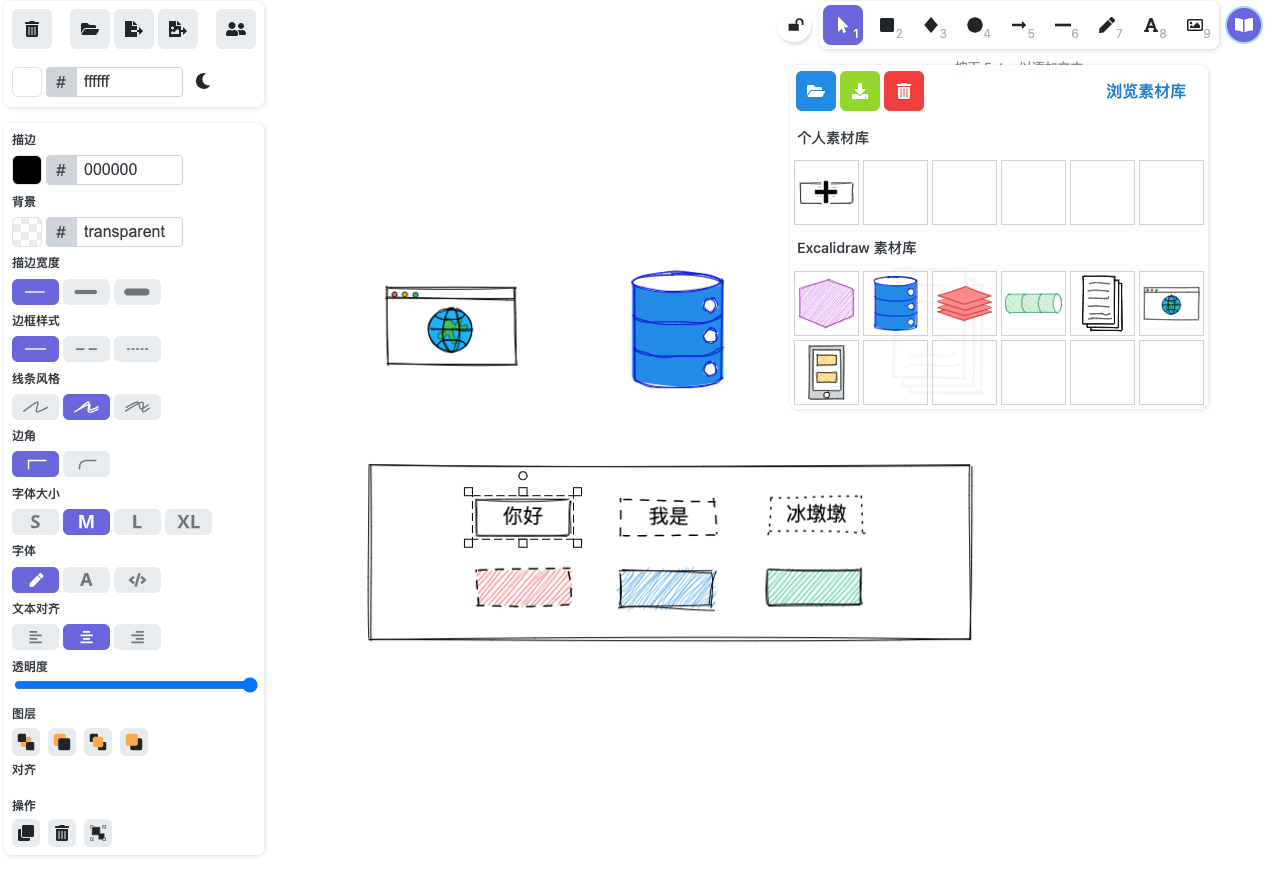 1
2
3
4
5
6
7
A 8
9
# ffffff
浏览素材库
个人素材库
Excalidraw 素材库
描边
# 000000
背景
# transparent
描边宽度
边框样式
线条风格
边角
字体大小
S M L XL
字体
A </>
文本对齐
透明度
图层
对齐
操作
你好 我是 冰墩墩